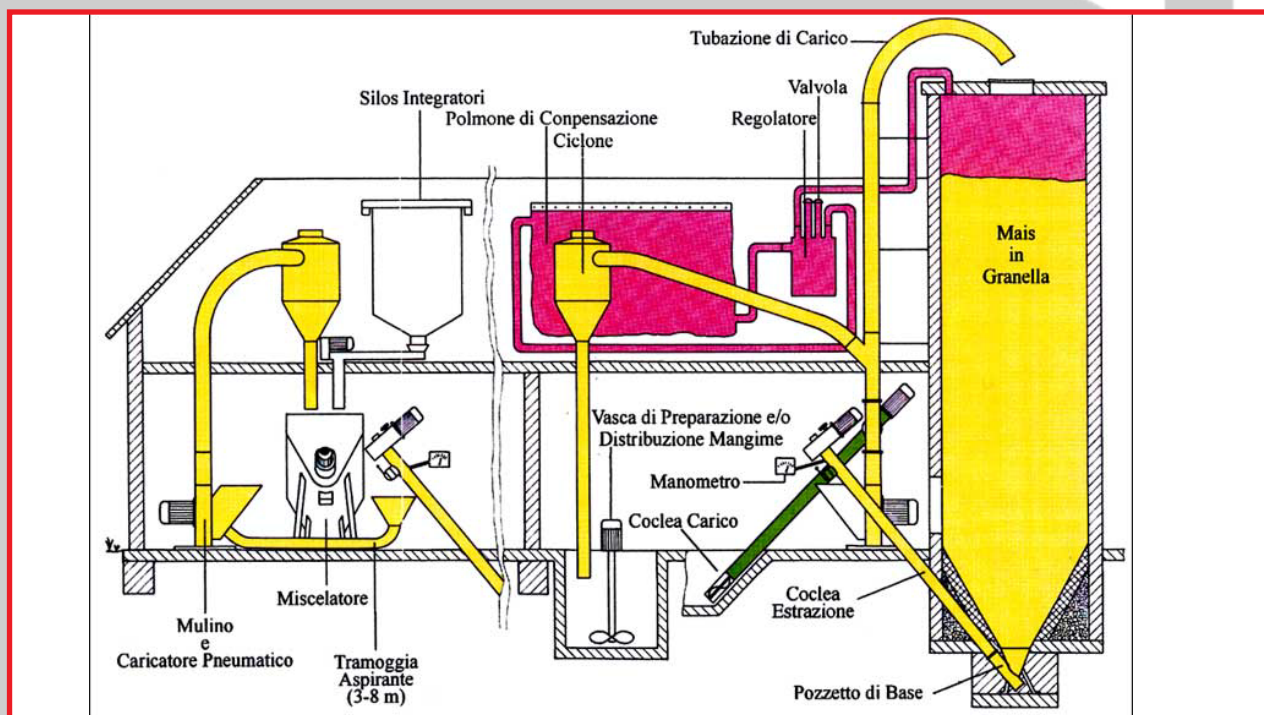 Tubazione di Carico
Silos Integratori
Valvola
Polmone di Conpensazione
Regolatore
Ciclone
Mais
in
Granella
Vasca di Preparazione e/o
Distribuzione Mangime
Manometro
Coclea Carico
Miscelatore
Coclea
Estrazione
Mulino
e
Caricatore Pneumatico
Tramoggia
Aspirante
(3-8 m)
Pozzetto di Base